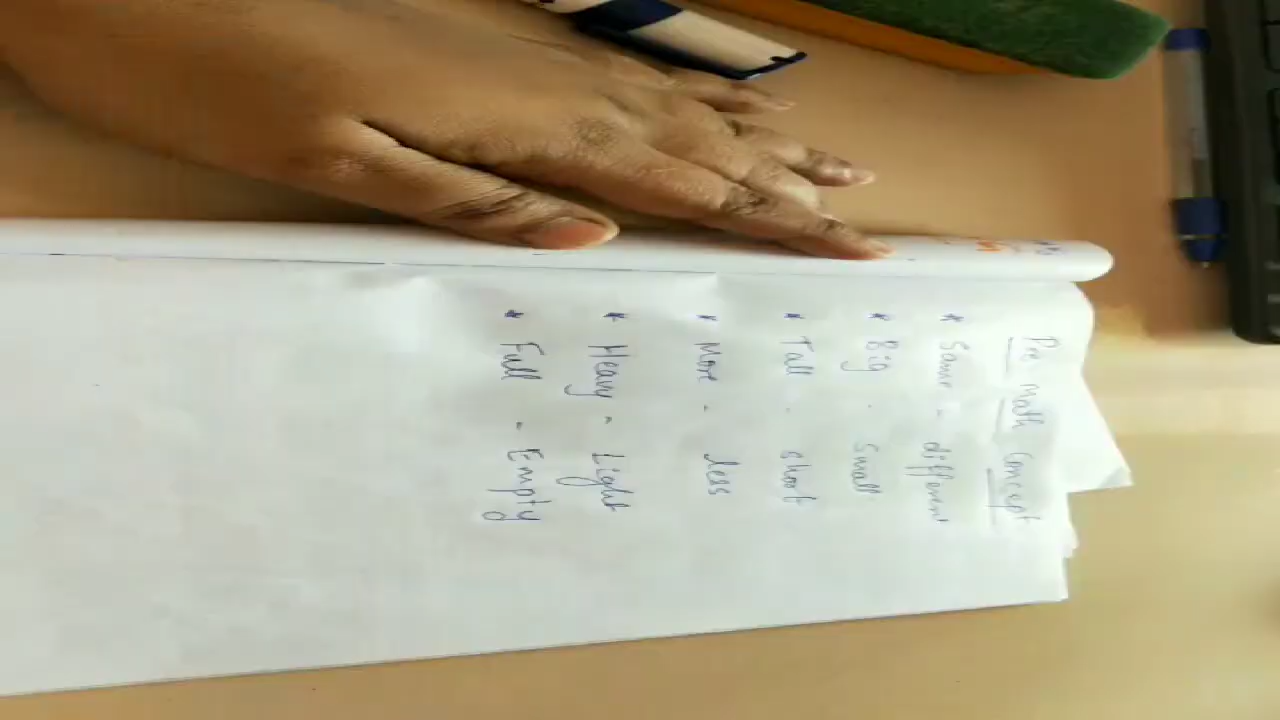 Pre Math Concept
* Same - different
* Big - Small
* Tall - short
* More - less
* Heavy - Light
* Full - Empty